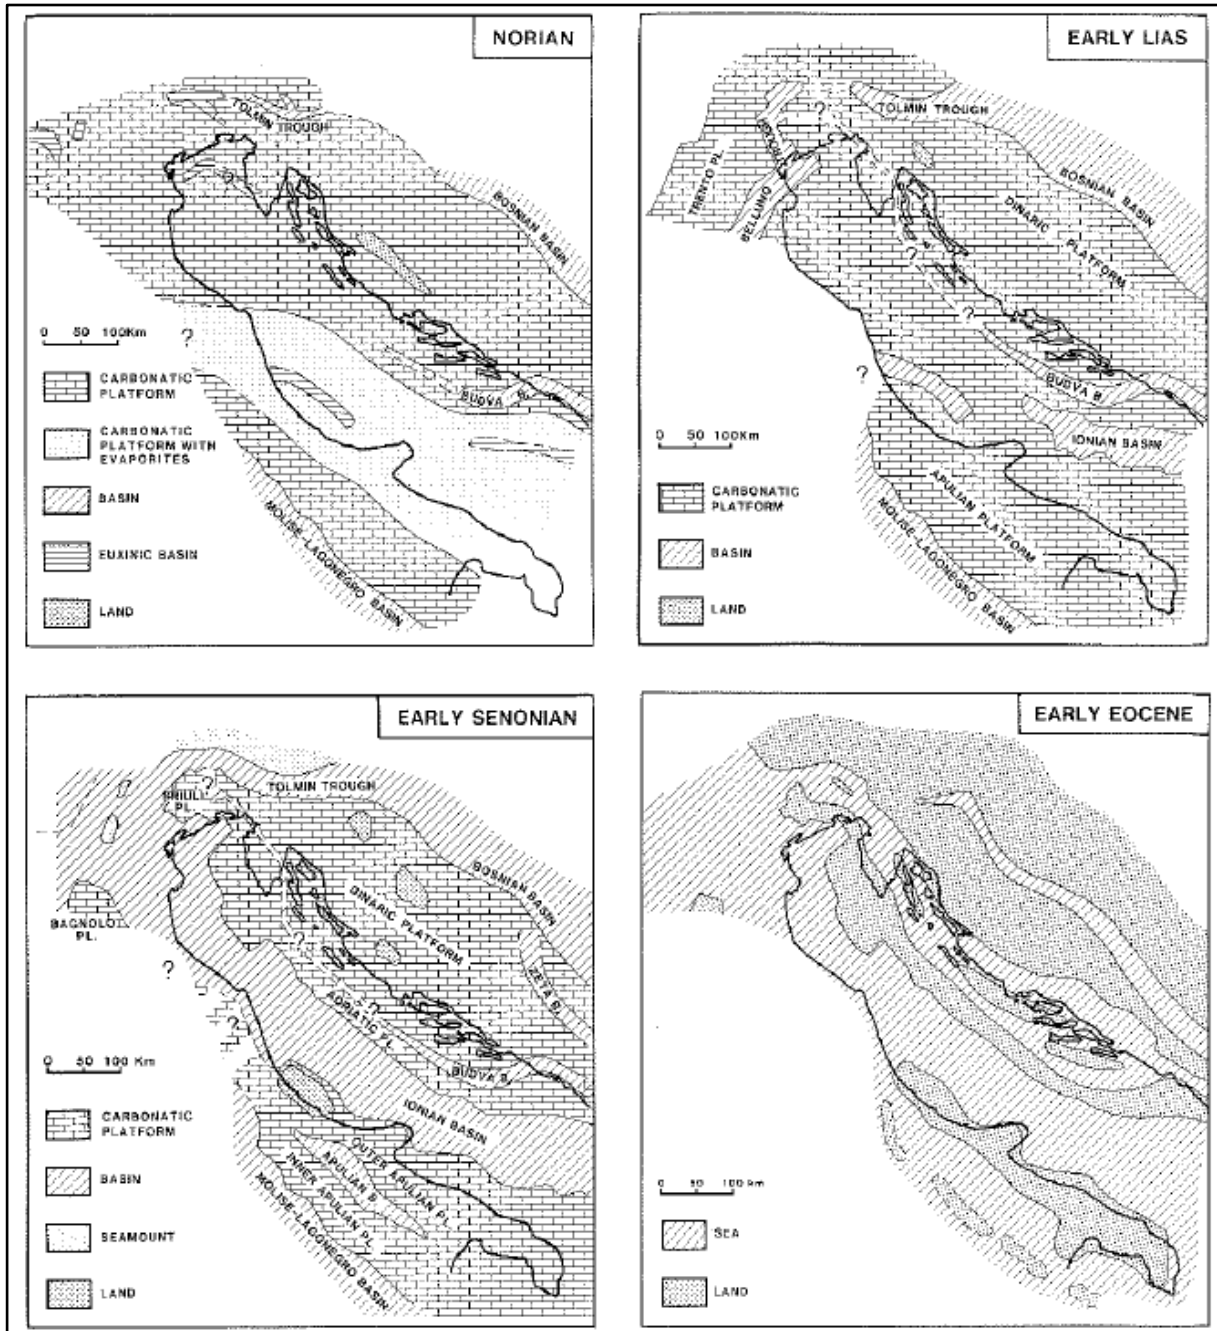 NORIAN
TOLMIN TROUGH
?
BOSNIAN BASIN
?
0 50 100Km
BUDVA B.
CARBONATIC
PLATFORM
CARBONATIC
PLATFORM WITH
EVAPORITES
BASIN
EUXINIC BASIN
LAND
MOLISE-LAGONEGRO BASIN
EARLY LIAS
?
TOLMIN TROUGH
TRENTO PL.
BELLUNO
BOSNIAN BASIN
DINARIC PLATFORM
?
?
?
BUDVA B.
IONIAN BASIN
0 50 100Km
APULIAN PLATFORM
CARBONATIC
PLATFORM
MOLISE-LAGONEGRO BASIN
BASIN
LAND
EARLY SENONIAN
?
TOLMIN TROUGH
FRIULI
PL.
BOSNIAN BASIN
DINARIC PLATFORM
BAGNOLO
PL.
?
?
ZETA B.
ADRIATIC PL.
?
?
BUDVA B.
0 50 100 Km
IONIAN BASIN
CARBONATIC
PLATFORM
OUTER APULIAN PL.
APULIAN B.
INNER APULIAN PL.
MOLISE-LAGONEGRO BASIN
BASIN
SEAMOUNT
LAND
EARLY EOCENE
0 50 100 km
SEA
LAND